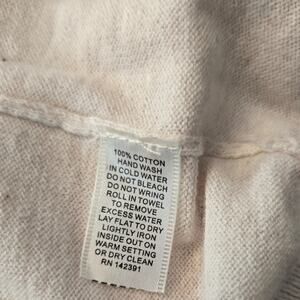 100% COTTON
HAND WASH
IN COLD WATER
DO NOT BLEACH
DO NOT WRING
ROLL IN TOWEL
TO REMOVE
EXCESS WATER
LAY FLAT TO DRY
LIGHTLY IRON
INSIDE OUT ON
WARM SETTING
OR DRY CLEAN
RN 142391